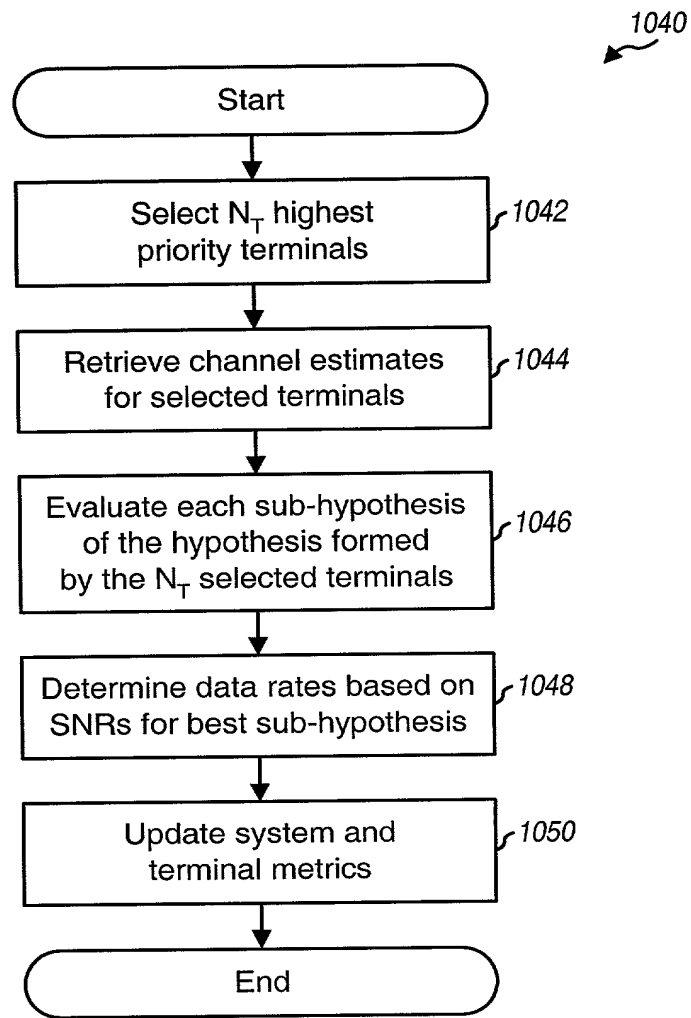 1040
Start
Select N_T highest
priority terminals
1042
Retrieve channel estimates
for selected terminals
1044
Evaluate each sub-hypothesis
of the hypothesis formed
by the N_T selected terminals
1046
Determine data rates based on
SNRs for best sub-hypothesis
1048
Update system and
terminal metrics
1050
End